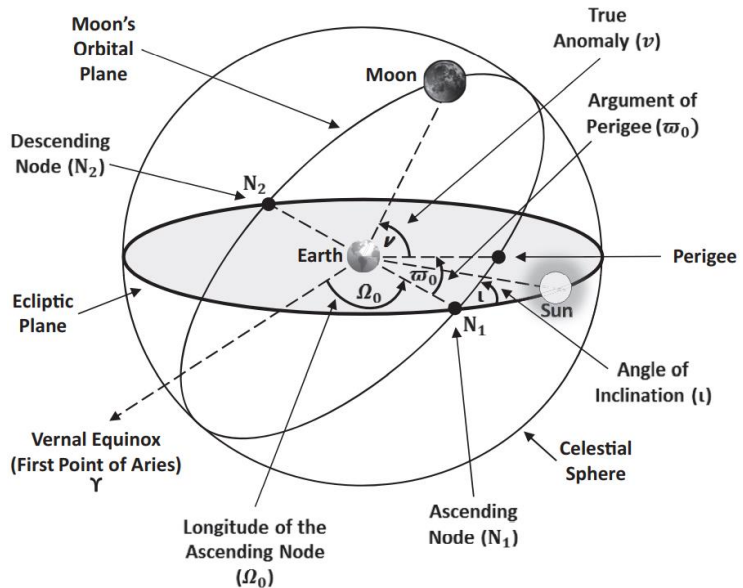 Moon's
Orbital
Plane
True
Anomaly (ν)
Moon
Argument of
Perigee (ϖ₀)
Descending
Node (N₂)
N₂
ν
Earth
Perigee
ϖ₀
Ω₀
ι
Sun
Ecliptic
Plane
N₁
Angle of
Inclination (ι)
Vernal Equinox
(First Point of Aries)
ϒ
Celestial
Sphere
Longitude of the
Ascending Node
(Ω₀)
Ascending
Node (N₁)